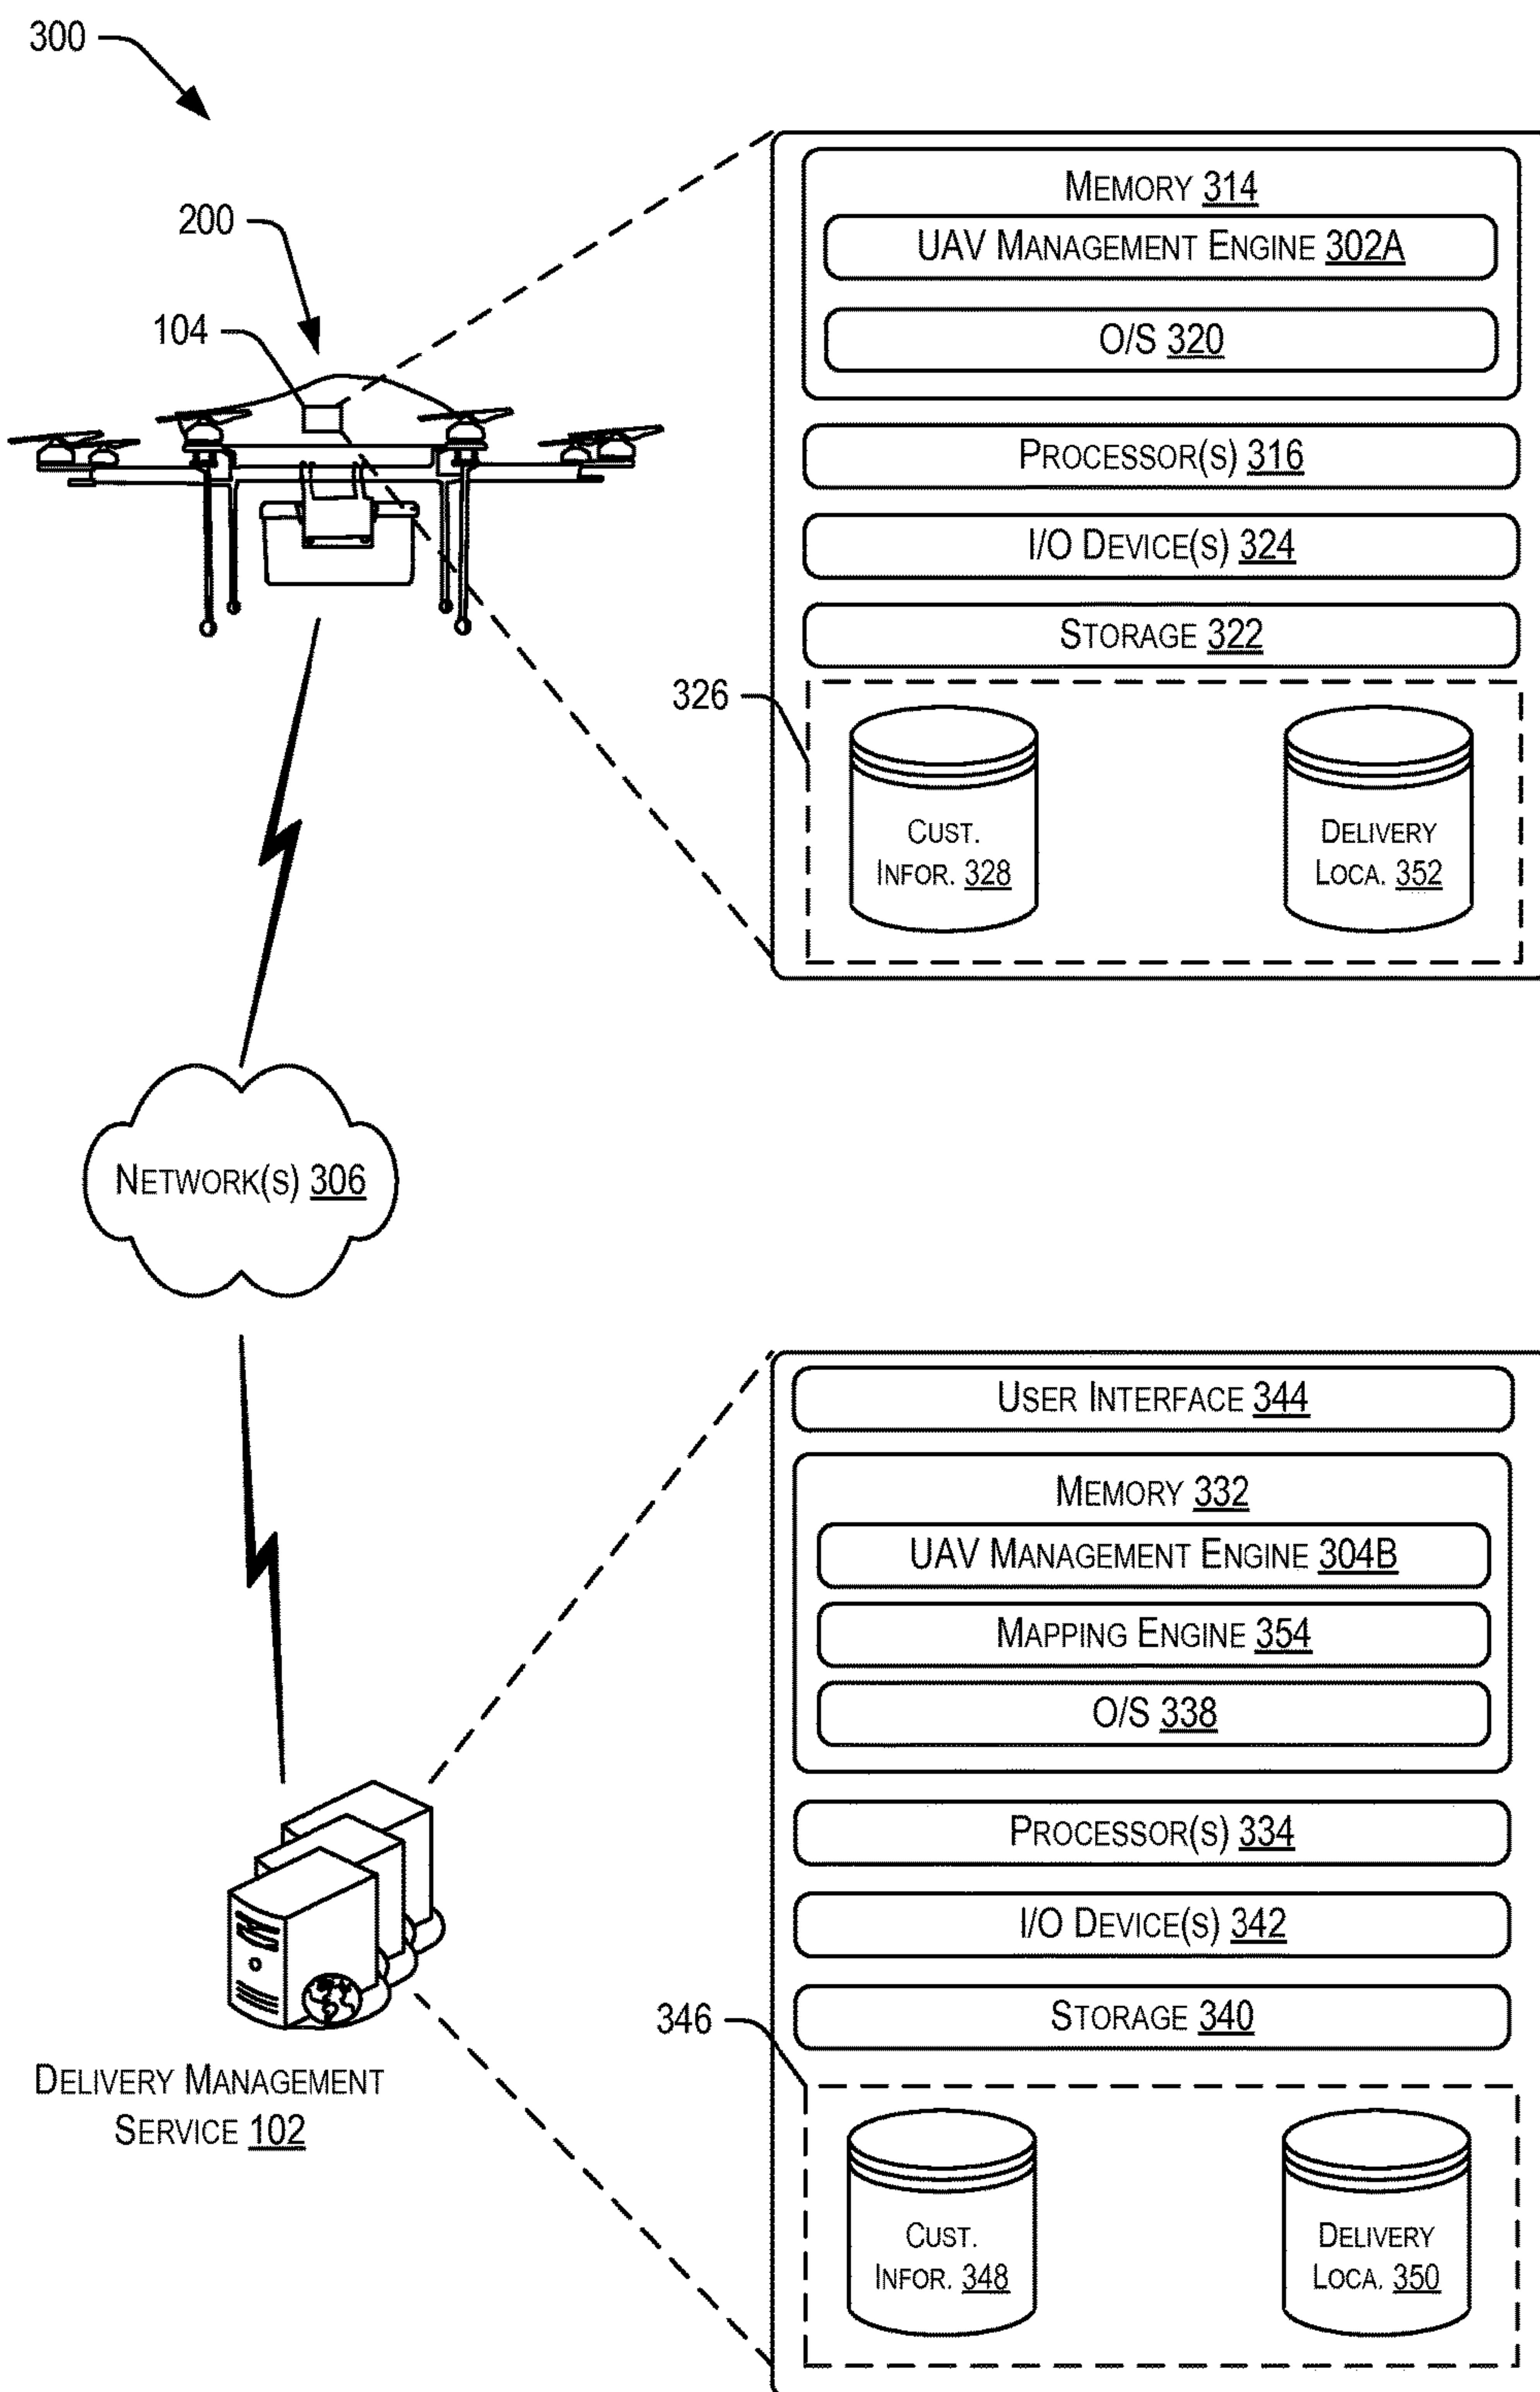 300
200
104
MEMORY 314
UAV MANAGEMENT ENGINE 302A
O/S 320
PROCESSOR(S) 316
I/O DEVICE(S) 324
STORAGE 322
326
CUST.
INFOR. 328
DELIVERY
LOCA. 352
NETWORK(S) 306
USER INTERFACE 344
MEMORY 332
UAV MANAGEMENT ENGINE 304B
MAPPING ENGINE 354
O/S 338
PROCESSOR(S) 334
I/O DEVICE(S) 342
STORAGE 340
346
CUST.
INFOR. 348
DELIVERY
LOCA. 350
DELIVERY MANAGEMENT
SERVICE 102